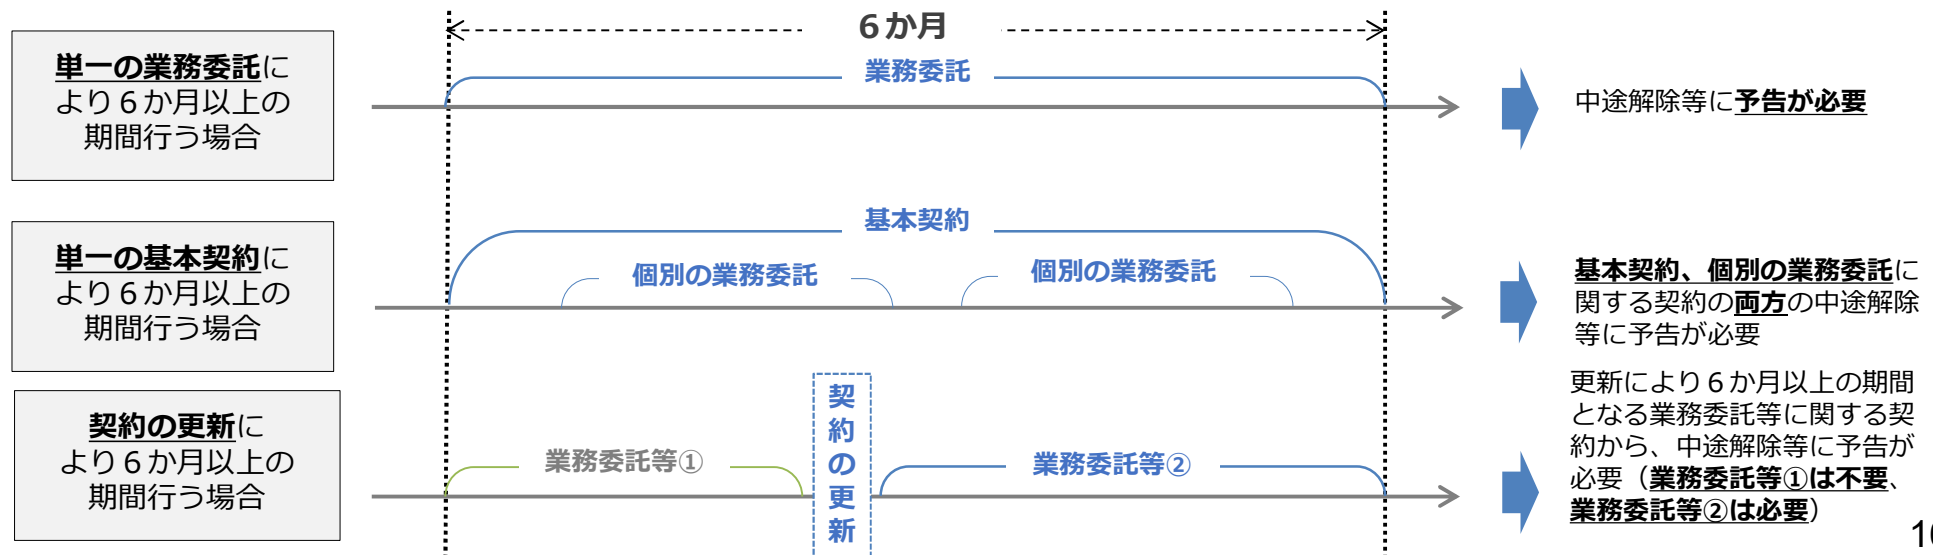 ６か月
単一の業務委託に
より６か月以上の
期間行う場合
業務委託
中途解除等に予告が必要
単一の基本契約に
より６か月以上の
期間行う場合
基本契約
個別の業務委託
個別の業務委託
基本契約、個別の業務委託に
関する契約の両方の中途解除
等に予告が必要
契約の更新に
より６か月以上の
期間行う場合
業務委託等①
契約の更新
業務委託等②
更新により６か月以上の期間
となる業務委託等に関する契
約から、中途解除等に予告が
必要（業務委託等①は不要、
業務委託等②は必要）